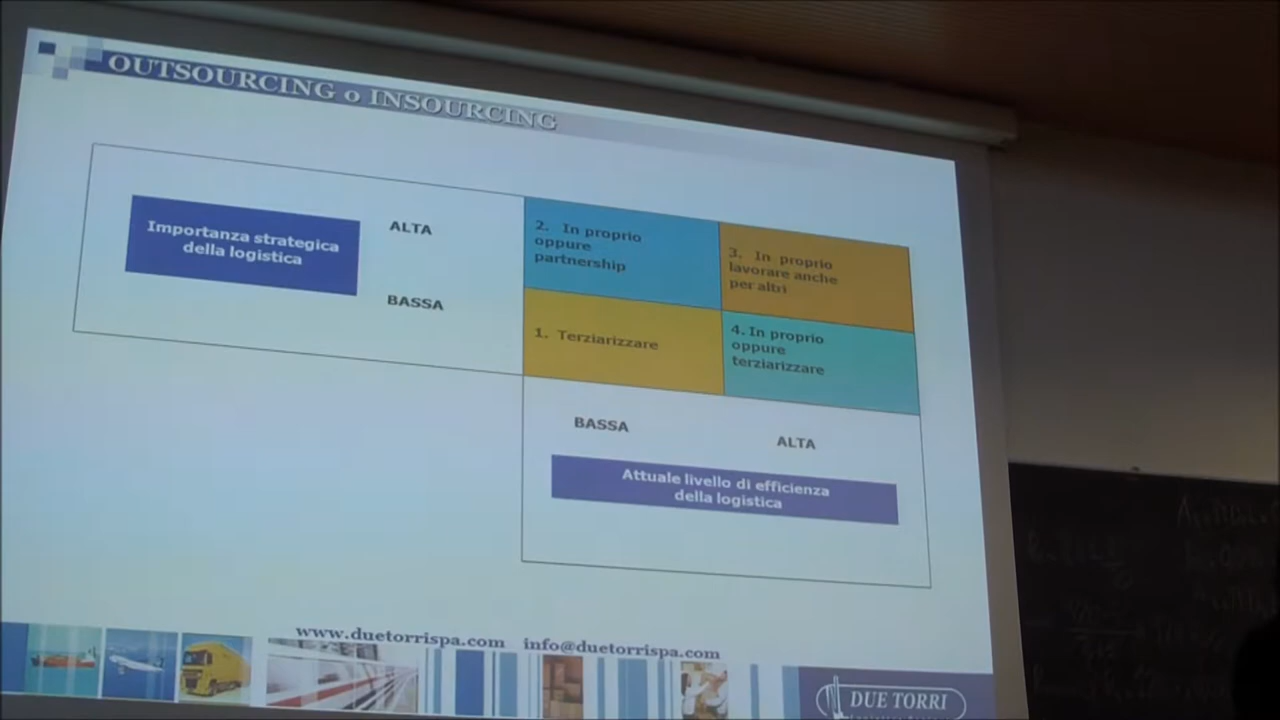 OUTSOURCING o INSOURCING
Importanza strategica
della logistica
ALTA
BASSA
2. In proprio
oppure
partnership
3. In proprio
lavorare anche
per altri
1. Terziarizzare
4. In proprio
oppure
terziarizzare
BASSA
ALTA
Attuale livello di efficienza
della logistica
www.duetorrispa.com info@duetorrispa.com
DUE TORRI